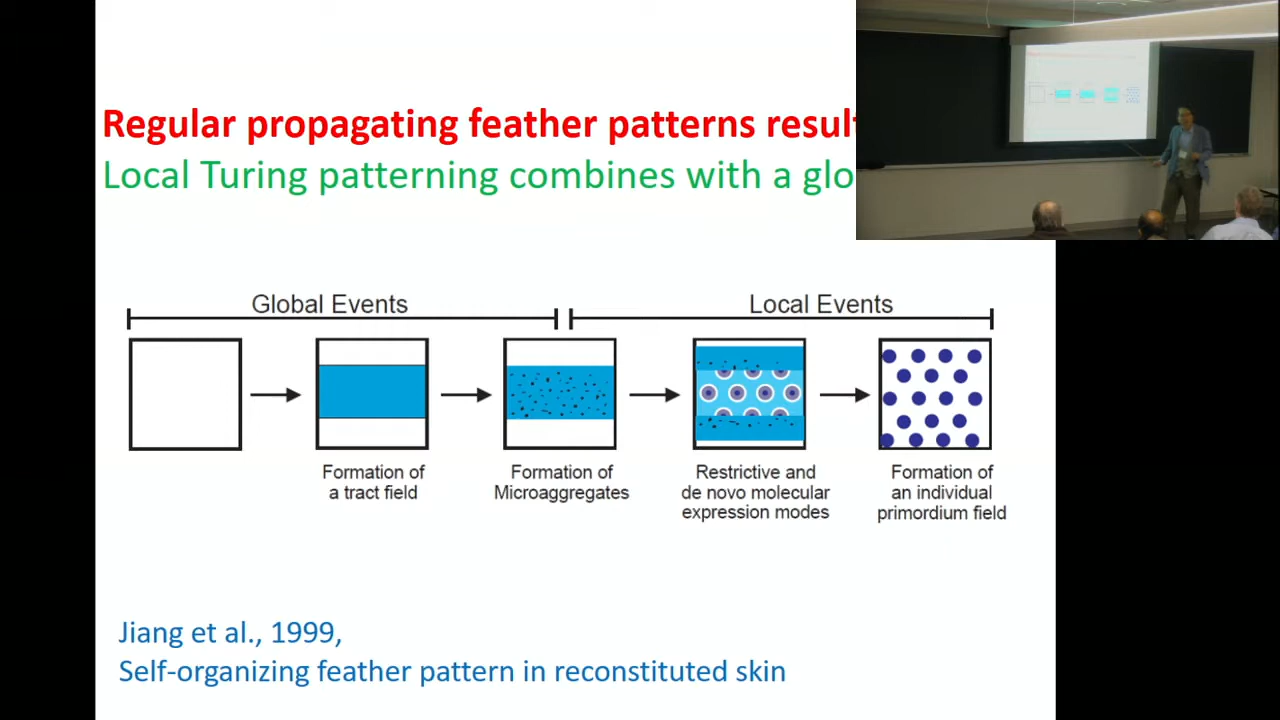 Regular propagating feather patterns result
Local Turing patterning combines with a glo
Global Events
Local Events
Formation of
a tract field
Formation of
Microaggregates
Restrictive and
de novo molecular
expression modes
Formation of
an individual
primordium field
Jiang et al., 1999,
Self-organizing feather pattern in reconstituted skin